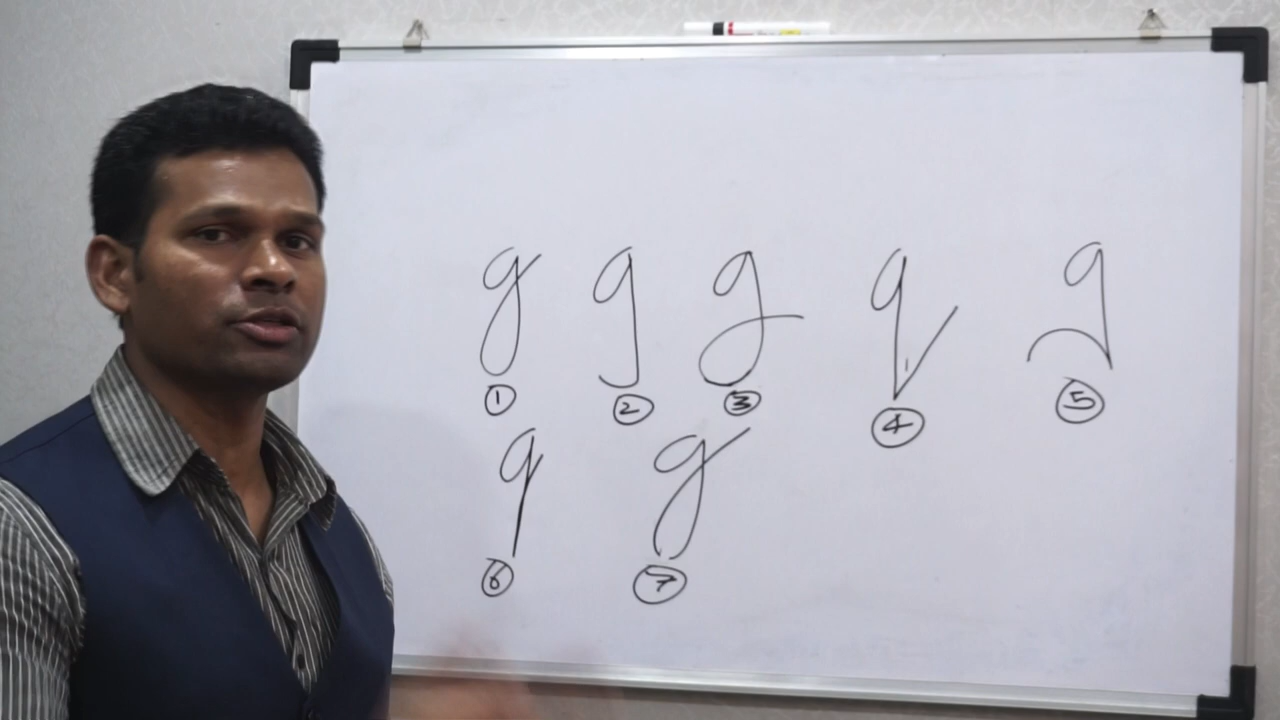 g g g g g
① ② ③ ④ ⑤
g g
⑥ ⑦